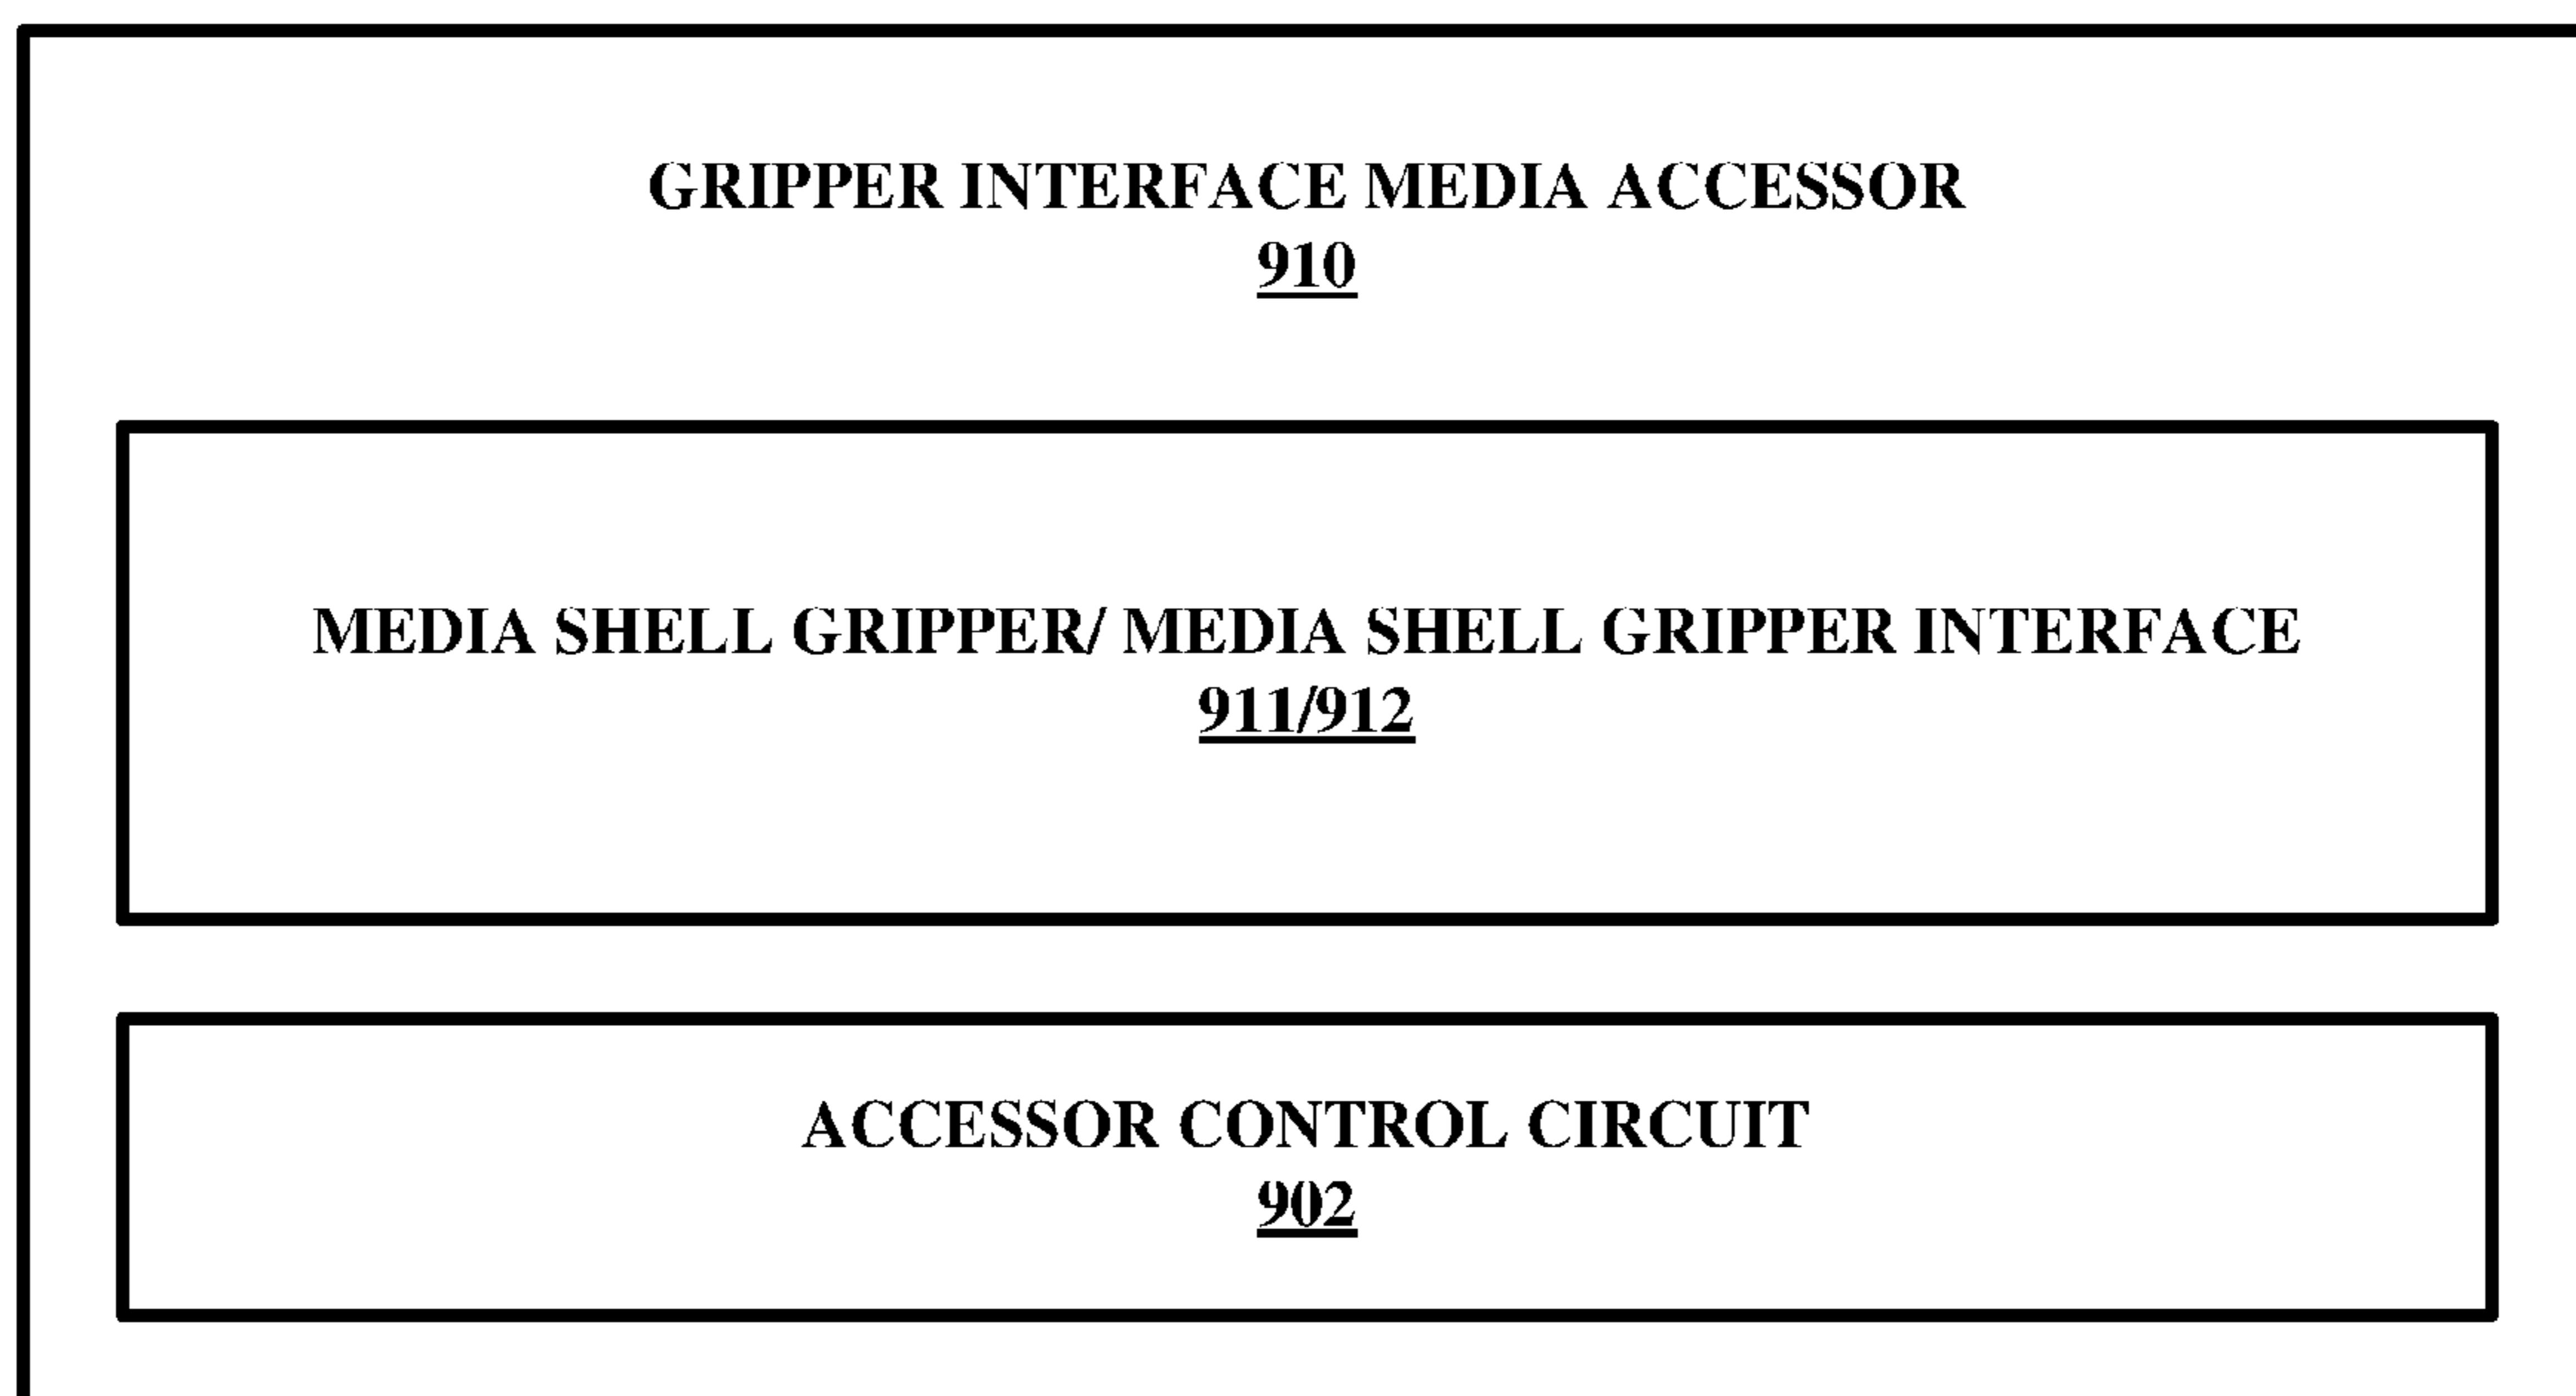 GRIPPER INTERFACE MEDIA ACCESSOR
910
MEDIA SHELL GRIPPER/ MEDIA SHELL GRIPPER INTERFACE
911/912
ACCESSOR CONTROL CIRCUIT
902